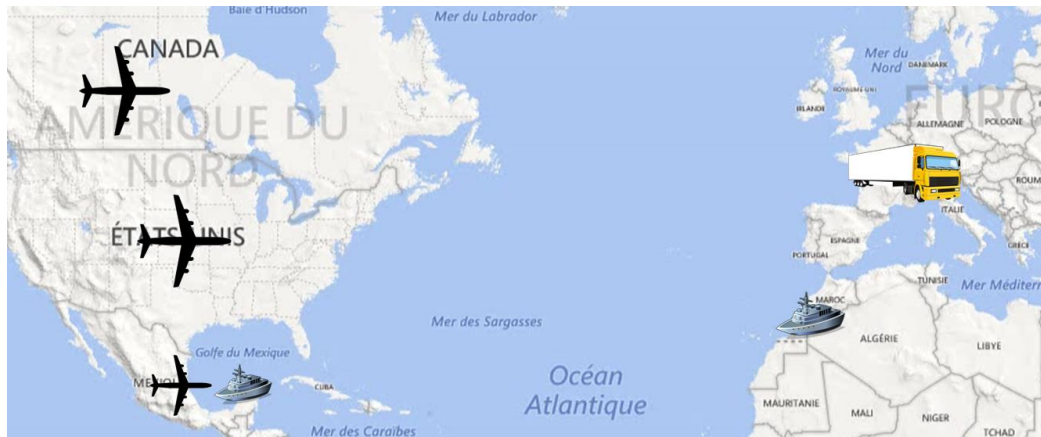 Baie d'Hudson
Mer du Labrador
CANADA
Mer du
Nord
DANEMARK
ROYAUME-UNI
IRLANDE
AMÉRIQUE DU
NORD
ALLEMAGNE
POLOGNE
ITALIE
ÉTATS-UNIS
ESPAGNE
PORTUGAL
GRÈCE
TUNISIE
Mer Méditerr
MAROC
Mer des Sargasses
ALGÉRIE
LIBYE
Golfe du Mexique
CUBA
Océan
Atlantique
MAURITANIE
MALI
NIGER
TCHAD
Mer des Caraïbes